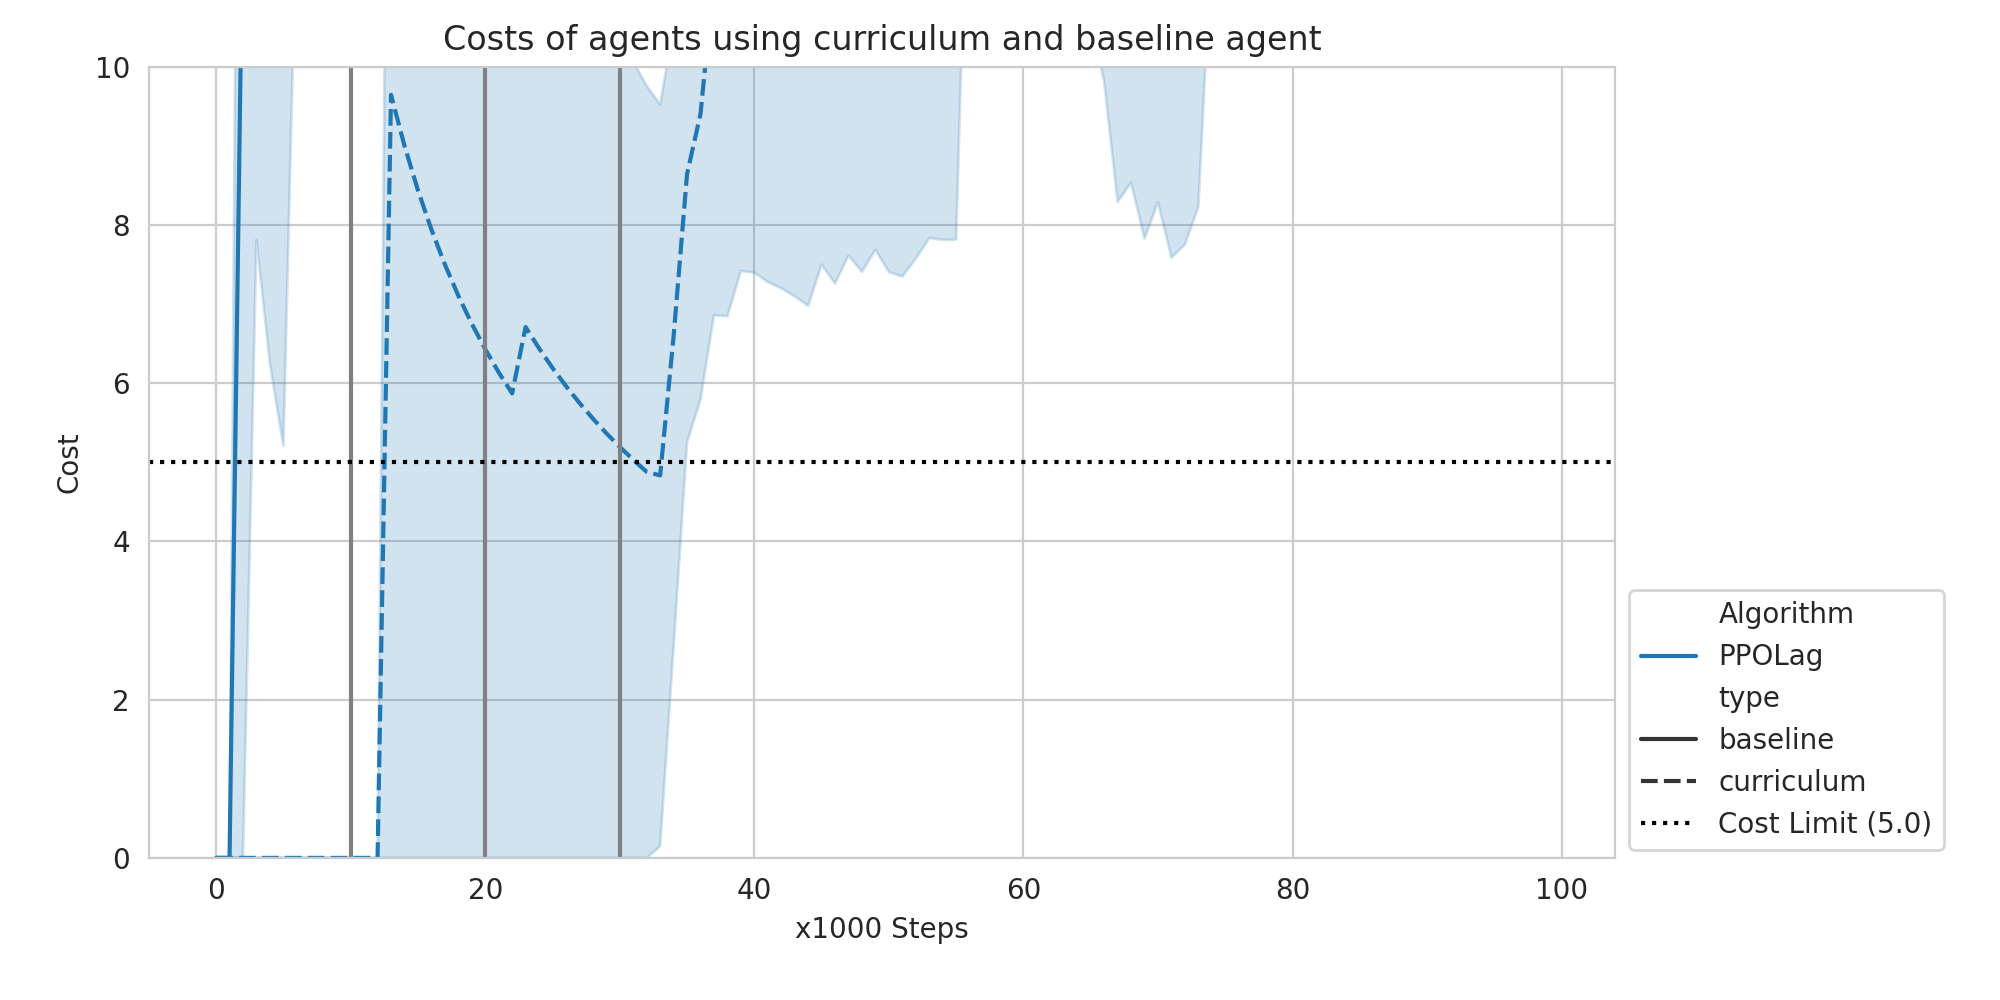 Costs of agents using curriculum and baseline agent
10
8
6
4
2
0
Cost
0 20 40 60 80 100
x1000 Steps
Algorithm
PPOLag
type
baseline
curriculum
Cost Limit (5.0)